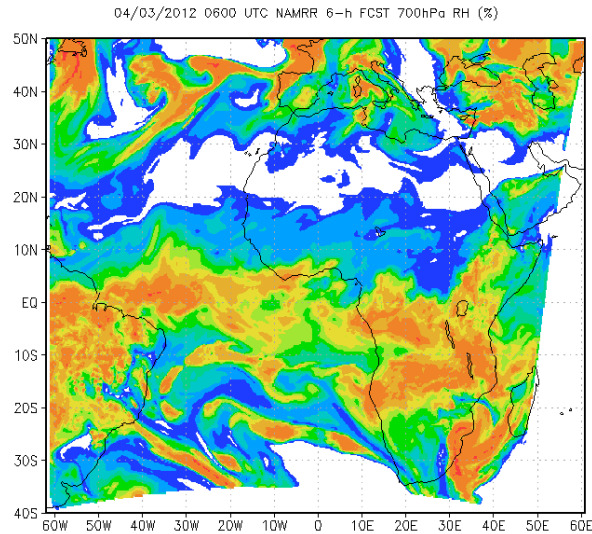 04/03/2012 0600 UTC NAMRR 6-h FCST 700hPa RH (%)
50N
40N
30N
20N
10N
EQ
10S
20S
30S
40S
60W 50W 40W 30W 20W 10W 0 10E 20E 30E 40E 50E 60E